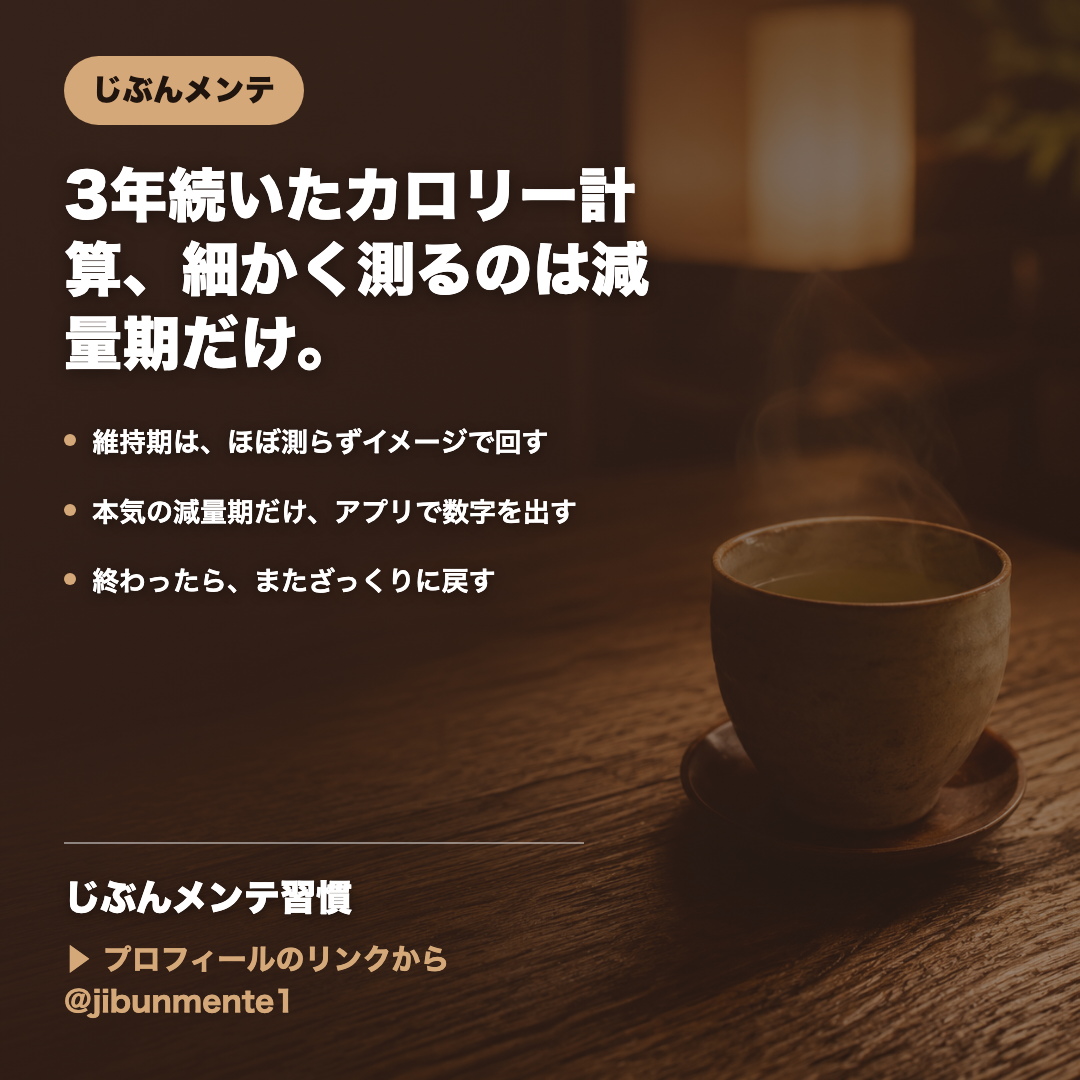 じぶんメンテ
3年続いたカロリー計
算、細かく測るのは減
量期だけ。
維持期は、ほぼ測らずイメージで回す
本気の減量期だけ、アプリで数字を出す
終わったら、またざっくりに戻す
じぶんメンテ習慣
▶ プロフィールのリンクから
@jibunmente1